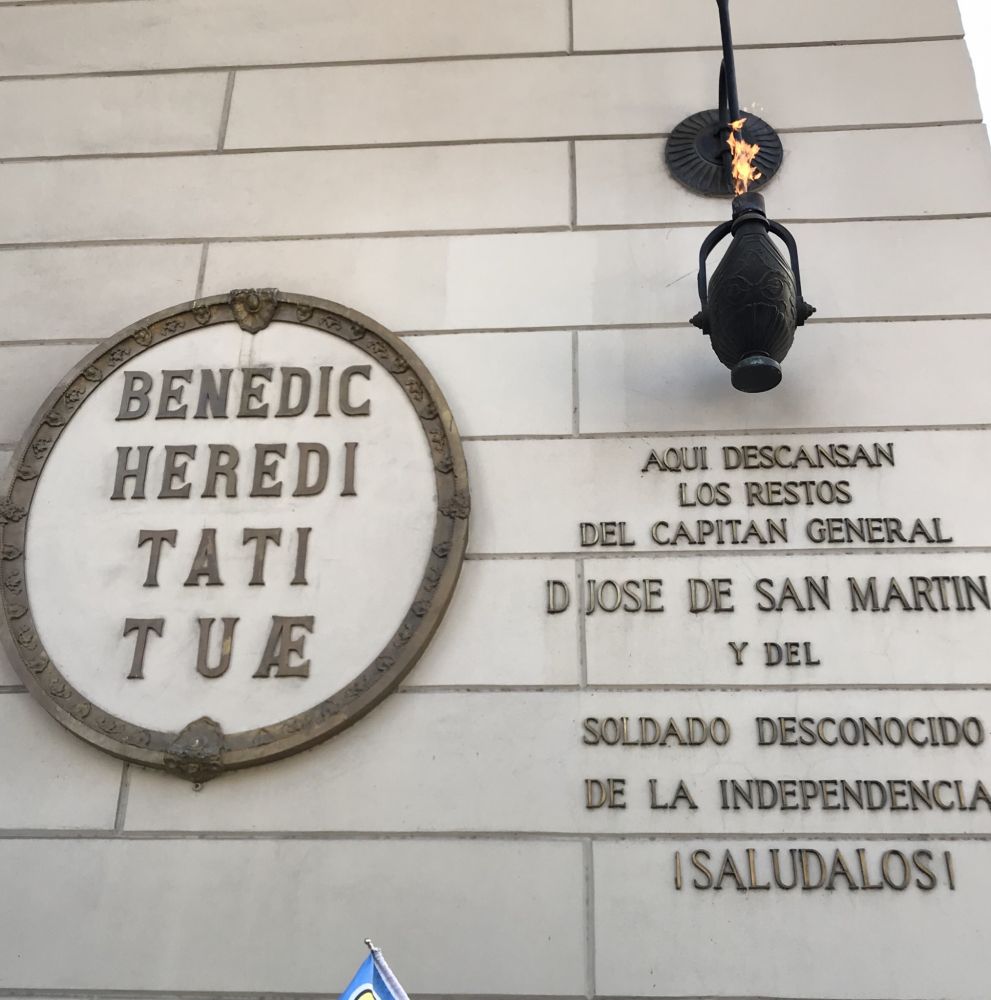 BENEDIC
HEREDI
TATI
TUÆ
AQUI DESCANSAN
LOS RESTOS
DEL CAPITAN GENERAL
D JOSE DE SAN MARTIN
Y DEL
SOLDADO DESCONOCIDO
DE LA INDEPENDENCIA
¡SALUDALOS!